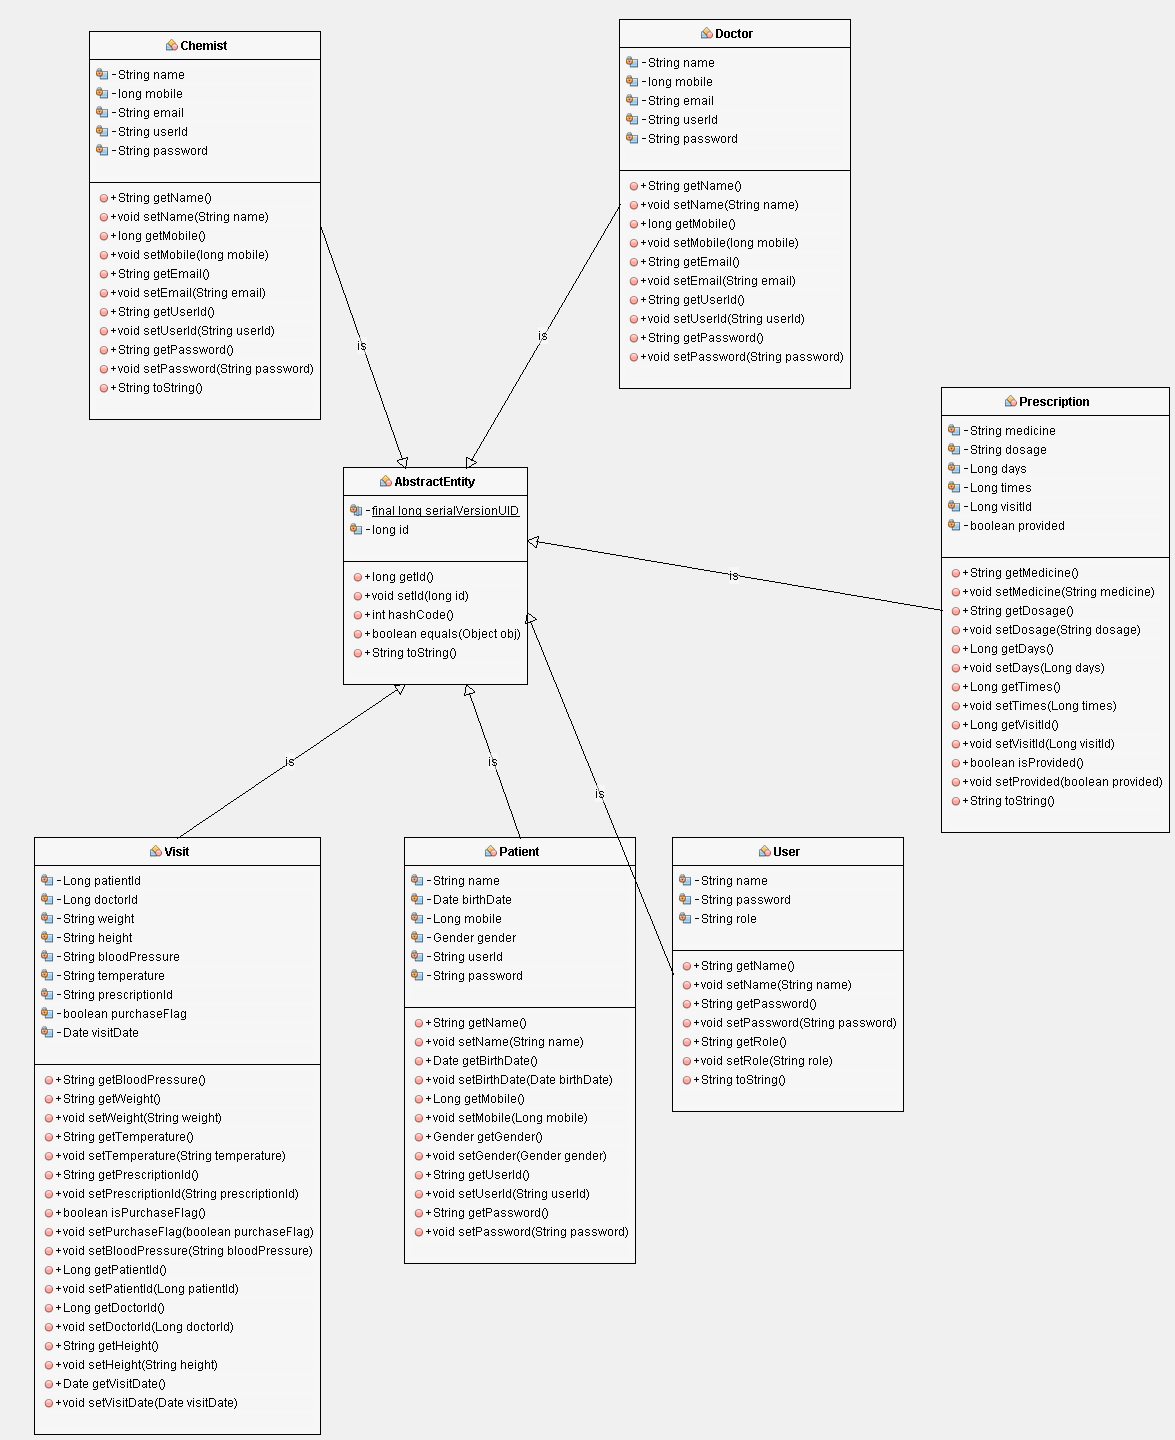 Chemist
-String name
-long mobile
-String email
-String userId
-String password
+String getName()
+void setName(String name)
+long getMobile()
+void setMobile(long mobile)
+String getEmail()
+void setEmail(String email)
+String getUserId()
+void setUserId(String userId)
+String getPassword()
+void setPassword(String password)
+String toString()
Doctor
-String name
-long mobile
-String email
-String userId
-String password
+String getName()
+void setName(String name)
+long getMobile()
+void setMobile(long mobile)
+String getEmail()
+void setEmail(String email)
+String getUserId()
+void setUserId(String userId)
+String getPassword()
+void setPassword(String password)
is
is
AbstractEntity
-final long serialVersionUID
-long id
+long getId()
+void setId(long id)
+int hashCode()
+boolean equals(Object obj)
+String toString()
is
Prescription
-String medicine
-String dosage
-Long days
-Long times
-Long visitId
-boolean provided
+String getMedicine()
+void setMedicine(String medicine)
+String getDosage()
+void setDosage(String dosage)
+Long getDays()
+void setDays(Long days)
+Long getTimes()
+void setTimes(Long times)
+Long getVisitId()
+void setVisitId(Long visitId)
+boolean isProvided()
+void setProvided(boolean provided)
+String toString()
is
is
is
Visit
-Long patientId
-Long doctorId
-String weight
-String height
-String bloodPressure
-String temperature
-String prescriptionId
-boolean purchaseFlag
-Date visitDate
+String getBloodPressure()
+String getWeight()
+void setWeight(String weight)
+String getTemperature()
+void setTemperature(String temperature)
+String getPrescriptionId()
+void setPrescriptionId(String prescriptionId)
+boolean isPurchaseFlag()
+void setPurchaseFlag(boolean purchaseFlag)
+void setBloodPressure(String bloodPressure)
+Long getPatientId()
+void setPatientId(Long patientId)
+Long getDoctorId()
+void setDoctorId(Long doctorId)
+String getHeight()
+void setHeight(String height)
+Date getVisitDate()
+void setVisitDate(Date visitDate)
Patient
-String name
-Date birthDate
-Long mobile
-Gender gender
-String userId
-String password
+String getName()
+void setName(String name)
+Date getBirthDate()
+void setBirthDate(Date birthDate)
+Long getMobile()
+void setMobile(Long mobile)
+Gender getGender()
+void setGender(Gender gender)
+String getUserId()
+void setUserId(String userId)
+String getPassword()
+void setPassword(String password)
User
-String name
-String password
-String role
+String getName()
+void setName(String name)
+String getPassword()
+void setPassword(String password)
+String getRole()
+void setRole(String role)
+String toString()